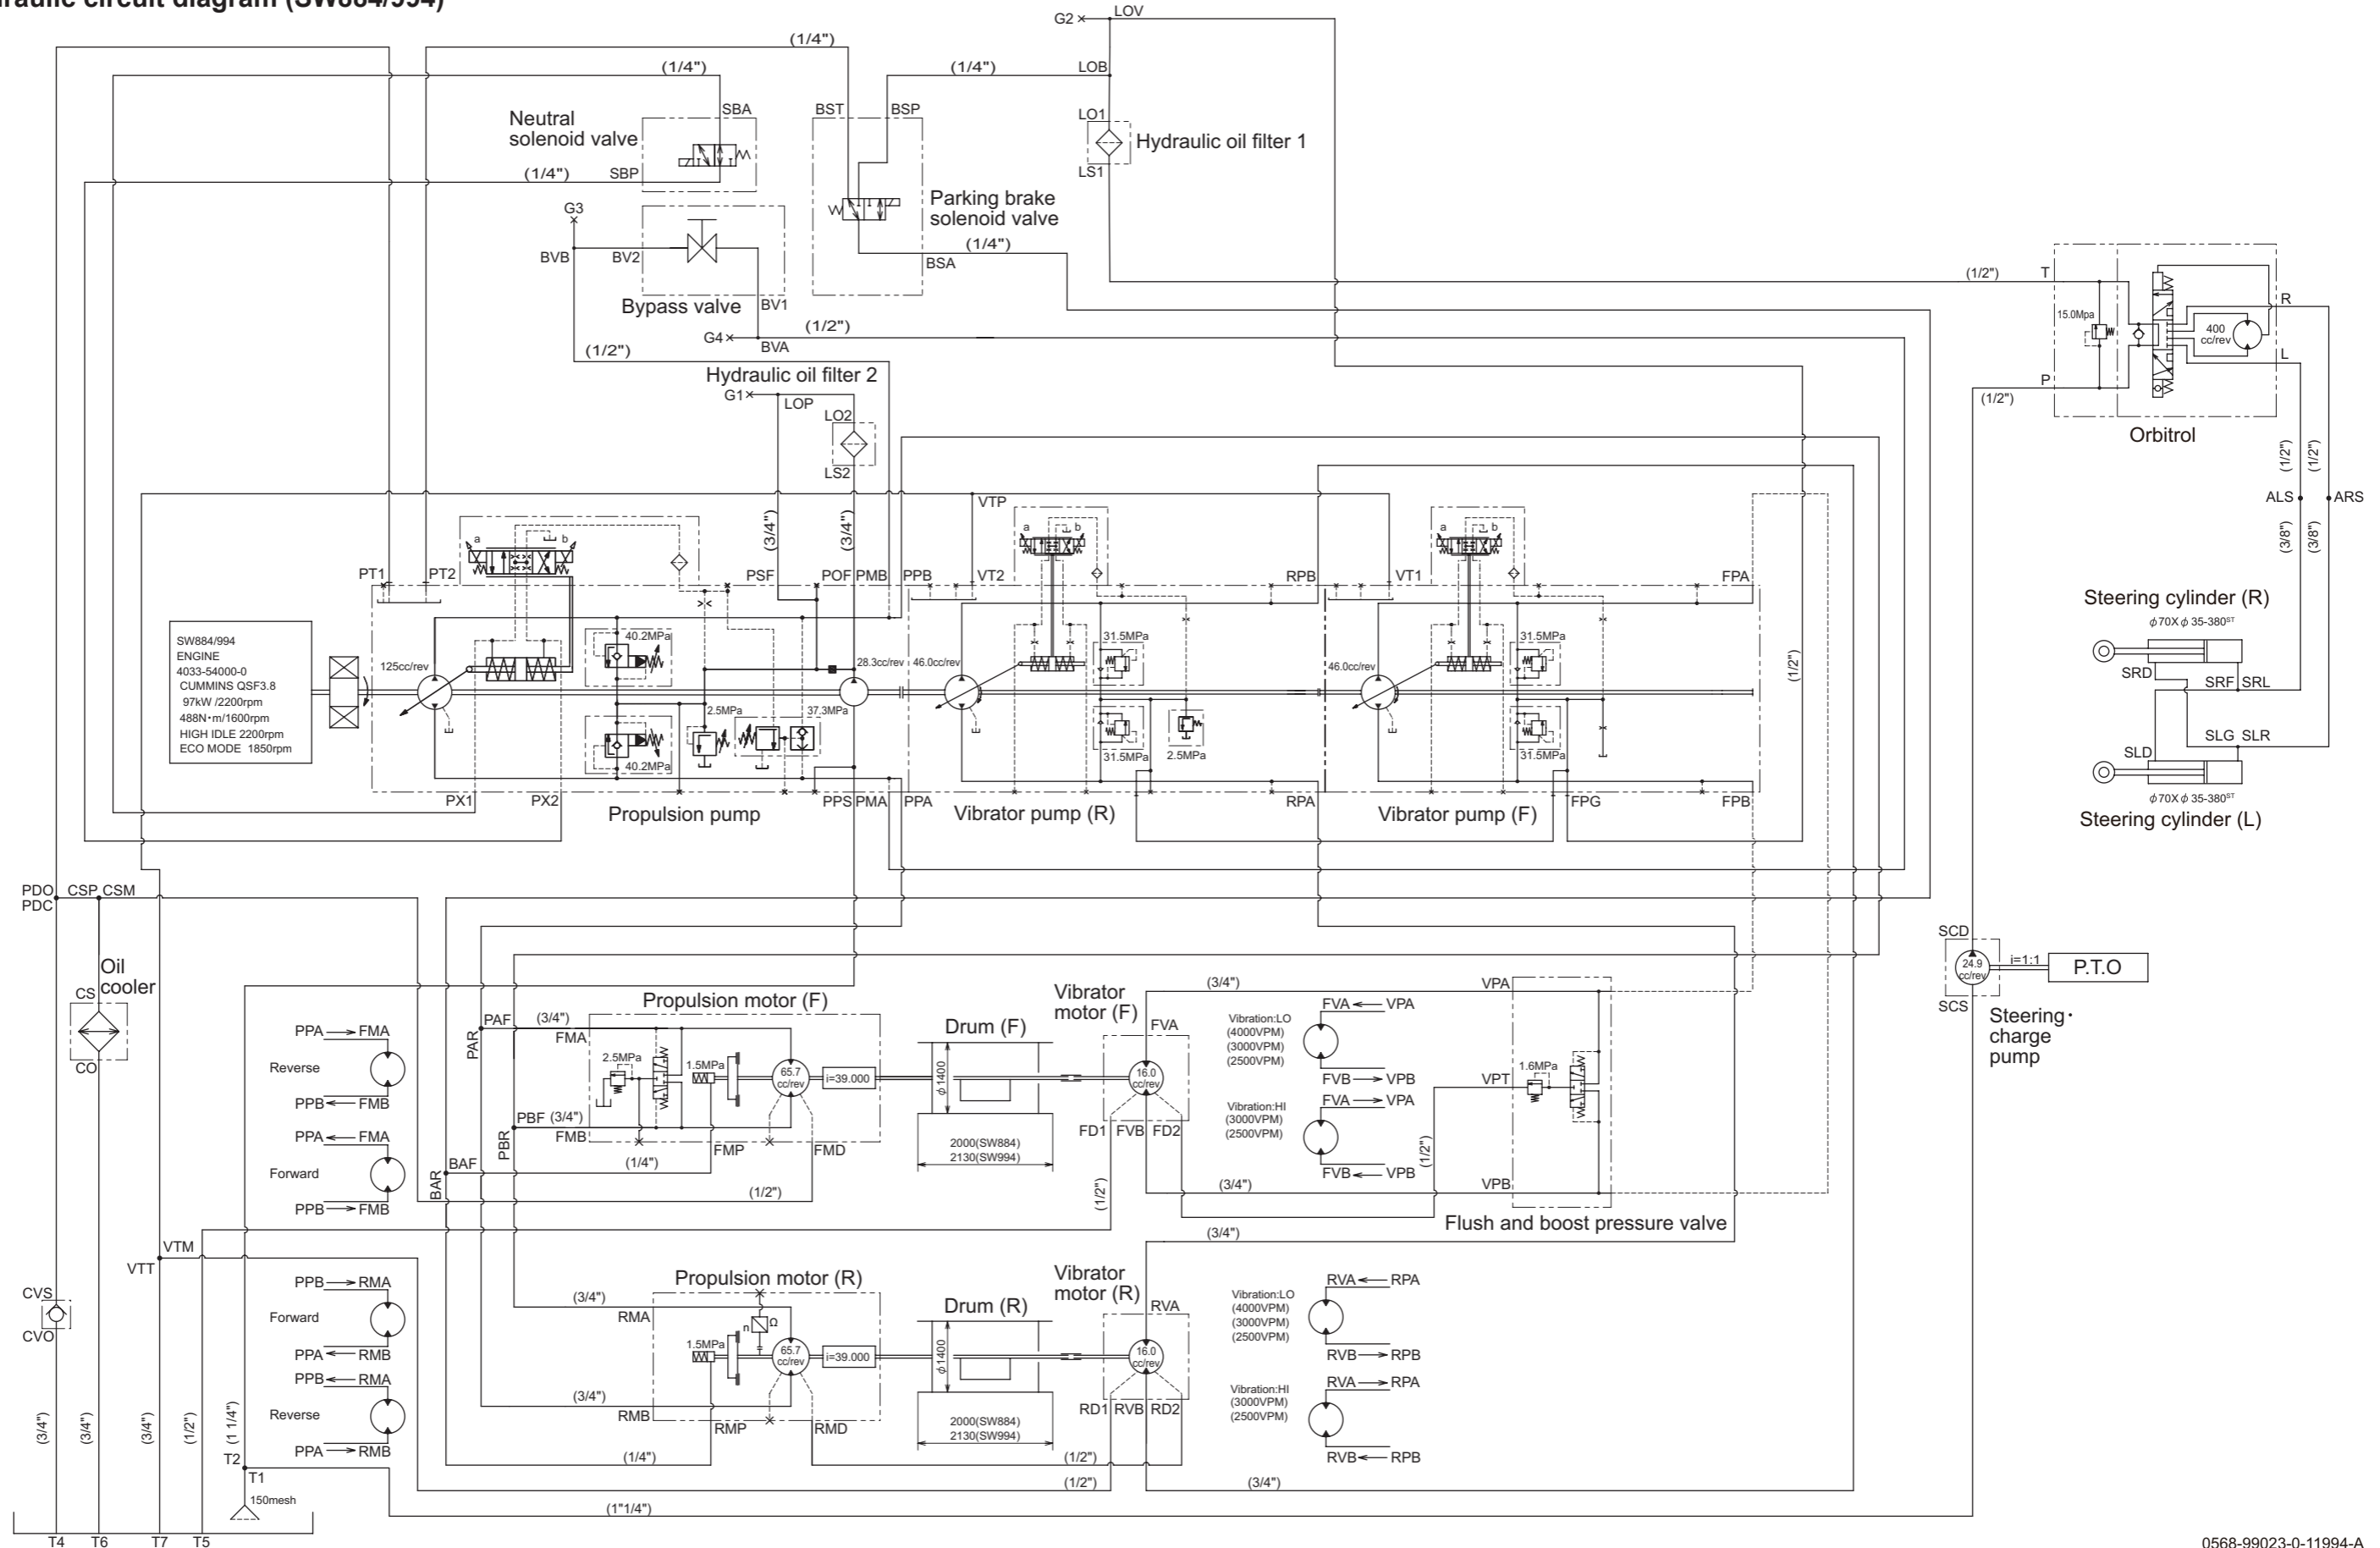 raulic circuit diagram (SW884/994)
G2
LOV
(1/4")
(1/4")
(1/4")
LOB
SBA
BST
BSP
LO1
Neutral
solenoid valve
Hydraulic oil filter 1
LS1
(1/4")
SBP
Parking brake
solenoid valve
G3
BVB
BV2
(1/4")
BSA
Bypass valve
BV1
(1/2")
G4
BVA
(1/2")
(1/2")
T
R
15.0Mpa
400
cc/rev
L
P
(1/2")
Orbitrol
(1/2")
(1/2")
ALS
ARS
(3/8")
(3/8")
Hydraulic oil filter 2
G1
LOP
LO2
LS2
VTP
(3/4")
(3/4")
a
b
a
b
a
b
PT1
PT2
PSF
POF
PMB
PPB
VT2
RPB
VT1
FPA
SW884/994
ENGINE
4033-54000-0
CUMMINS QSF3.8
97kW /2200rpm
488N・m/1600rpm
HIGH IDLE 2200rpm
ECO MODE 1850rpm
125cc/rev
40.2MPa
40.2MPa
2.5MPa
37.3MPa
28.3cc/rev
46.0cc/rev
31.5MPa
31.5MPa
2.5MPa
46.0cc/rev
31.5MPa
31.5MPa
(1/2")
PX1
PX2
PPS
PMA
PPA
RPA
FPG
FPB
Propulsion pump
Vibrator pump (R)
Vibrator pump (F)
Steering cylinder (R)
φ70Xφ35-380ST
SRD
SRF
SRL
SLG
SLR
SLD
φ70Xφ35-380ST
Steering cylinder (L)
PDO
PDC
CSP
CSM
Oil
cooler
CS
CO
SCD
24.9
cc/rev
i=1:1
P.T.O
SCS
Steering・
charge
pump
PPA
FMA
Reverse
PPB
FMB
PPA
FMA
Forward
PPB
FMB
Propulsion motor (F)
PAR
PAF
(3/4")
FMA
2.5MPa
1.5MPa
65.7
cc/rev
i=39.000
PBR
PBF
(3/4")
FMB
FMP
FMD
BAR
BAF
(1/4")
(1/2")
Drum (F)
φ1400
2000(SW884)
2130(SW994)
Vibrator
motor (F)
FVA
16.0
cc/rev
FD1
FVB
FD2
(1/2")
(3/4")
VPA
Vibration:LO
(4000VPM)
(3000VPM)
(2500VPM)
FVA
VPA
FVB
VPB
Vibration:HI
(3000VPM)
(2500VPM)
FVA
VPA
FVB
VPB
VPT
1.6MPa
(1/2")
(3/4")
VPB
Flush and boost pressure valve
(3/4")
VTM
VTT
CVS
CVO
PPB
RMA
Forward
PPA
RMB
PPB
RMA
Reverse
PPA
RMB
Propulsion motor (R)
(3/4")
RMA
n
Ω
1.5MPa
65.7
cc/rev
i=39.000
(3/4")
RMB
RMP
RMD
(1/4")
Drum (R)
φ1400
2000(SW884)
2130(SW994)
Vibrator
motor (R)
RVA
16.0
cc/rev
RD1
RVB
RD2
(1/2")
(1/2")
(3/4")
Vibration:LO
(4000VPM)
(3000VPM)
(2500VPM)
RVA
RPA
RVB
RPB
Vibration:HI
(3000VPM)
(2500VPM)
RVA
RPA
RVB
RPB
(3/4")
(3/4")
(3/4")
(1/2")
(1 1/4")
T2
T1
150mesh
(1"1/4")
T4
T6
T7
T5
0568-99023-0-11994-A